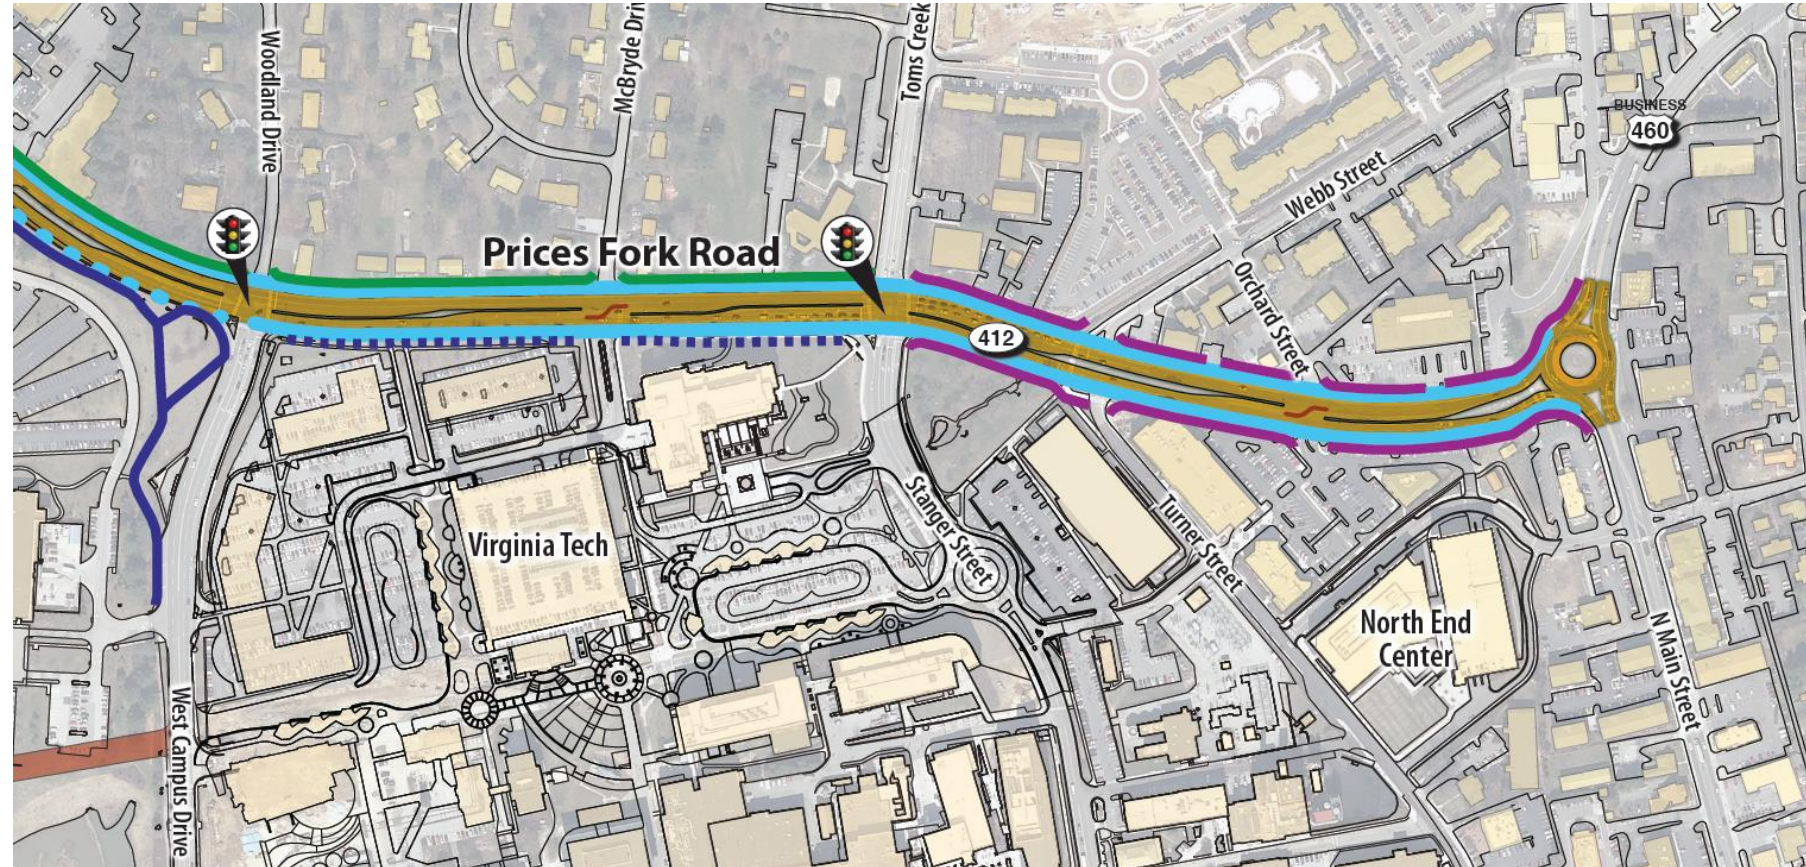 Woodland Drive
McBryde Dri
Toms Creek
BUSINESS
460
Webb Street
Prices Fork Road
Orchard Street
412
Stanger Street
Turner Street
Virginia Tech
North End
Center
N Main Street
West Campus Drive